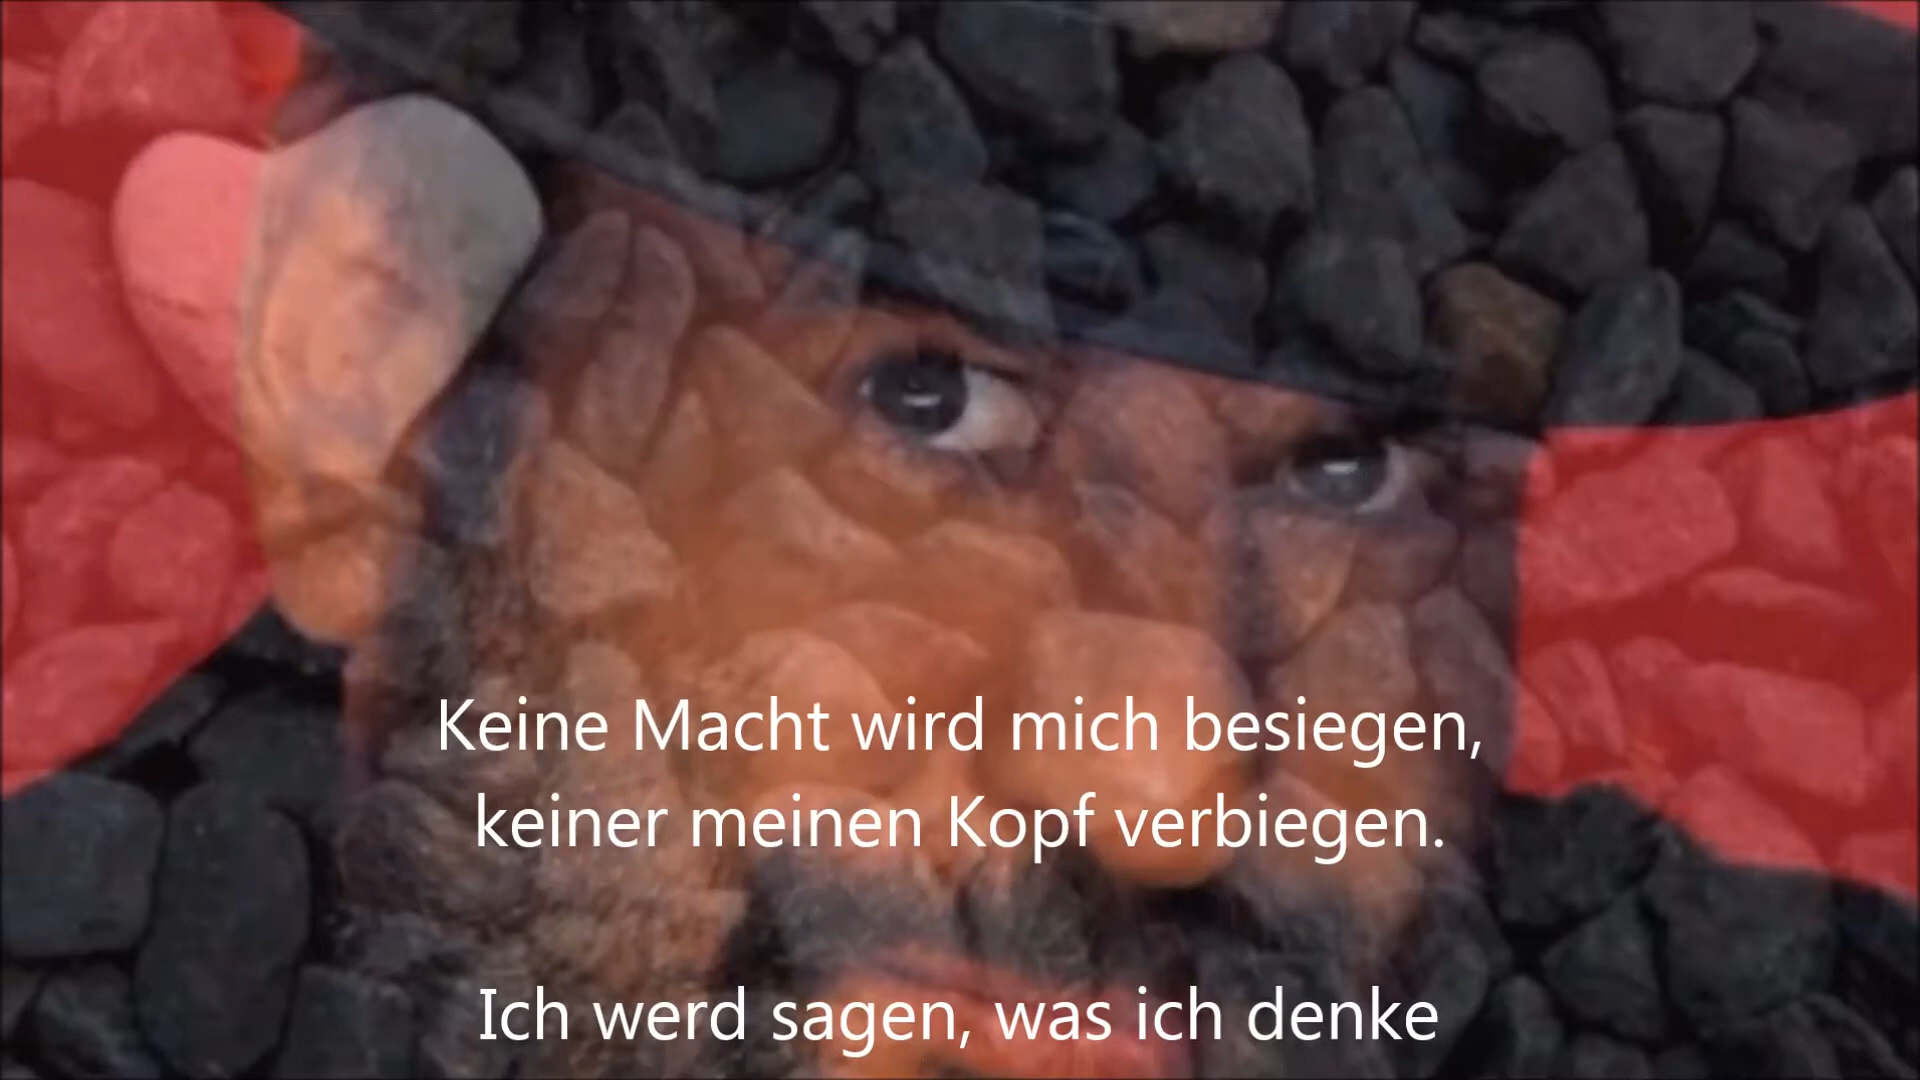 Keine Macht wird mich besiegen,
keiner meinen Kopf verbiegen.
Ich werd sagen, was ich denke